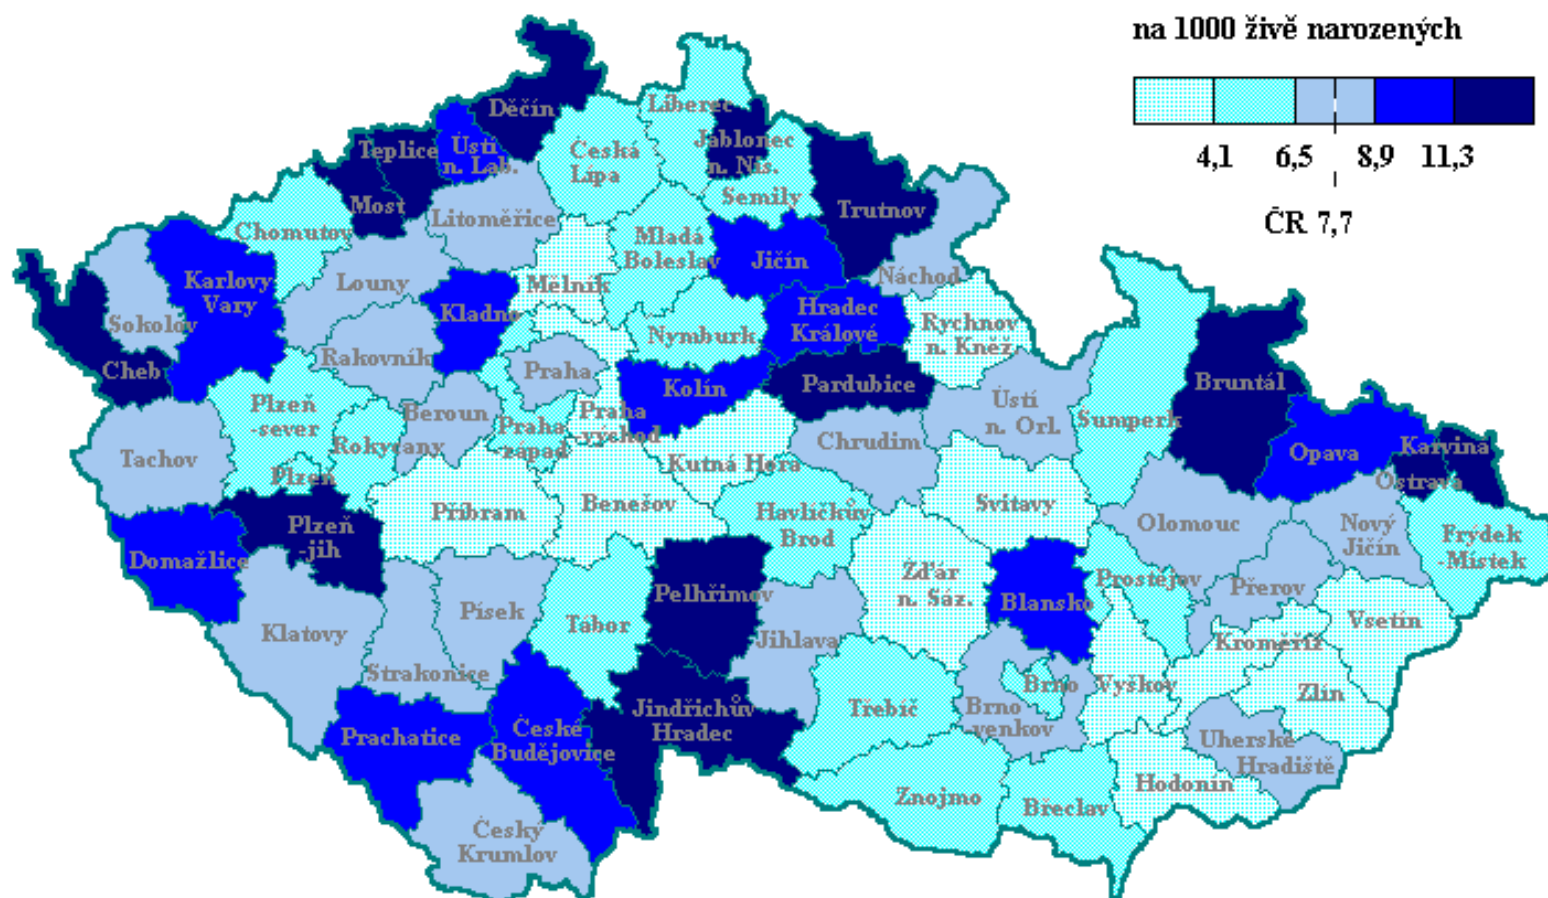 na 1000 živě narozených
4,1 6,5 8,9 11,3
ČR 7,7
Děčín
Liberec
Teplice
Ústí
n. Lab.
Česká
Lípa
Jablonec
n. Nis.
Semily
Most
Litoměřice
Trutnov
Chomutov
Mladá
Boleslav
Jičín
Náchod
Karlovy
Vary
Louny
Mělník
Sokolov
Kladno
Hradec
Králové
Rychnov
n. Kněž.
Nymburk
Rakovník
Praha
Cheb
Kolín
Pardubice
Bruntál
Plzeň
-sever
Beroun
Praha
-východ
Ústí
n. Orl.
Praha
-západ
Rokycany
Chrudim
Šumperk
Tachov
Opava
Karvina
Ostrava
Plzeň
Kutná Hora
Benešov
Svitavy
Příbram
Havlíčkův
Brod
Olomouc
Nový
Jičín
Frýdek
-Místek
Plzeň
-jih
Domažlice
Pelhřimov
Žďár
n. Sáz.
Blansko
Prostějov
Přerov
Písek
Klatovy
Tábor
Jihlava
Vsetín
Kroměříž
Strakonice
Brno
Vyškov
Zlín
Jindřichův
Hradec
Třebíč
Brno
-venkov
Prachatice
České
Budějovice
Uherské
Hradiště
Hodonín
Znojmo
Břeclav
Český
Krumlov